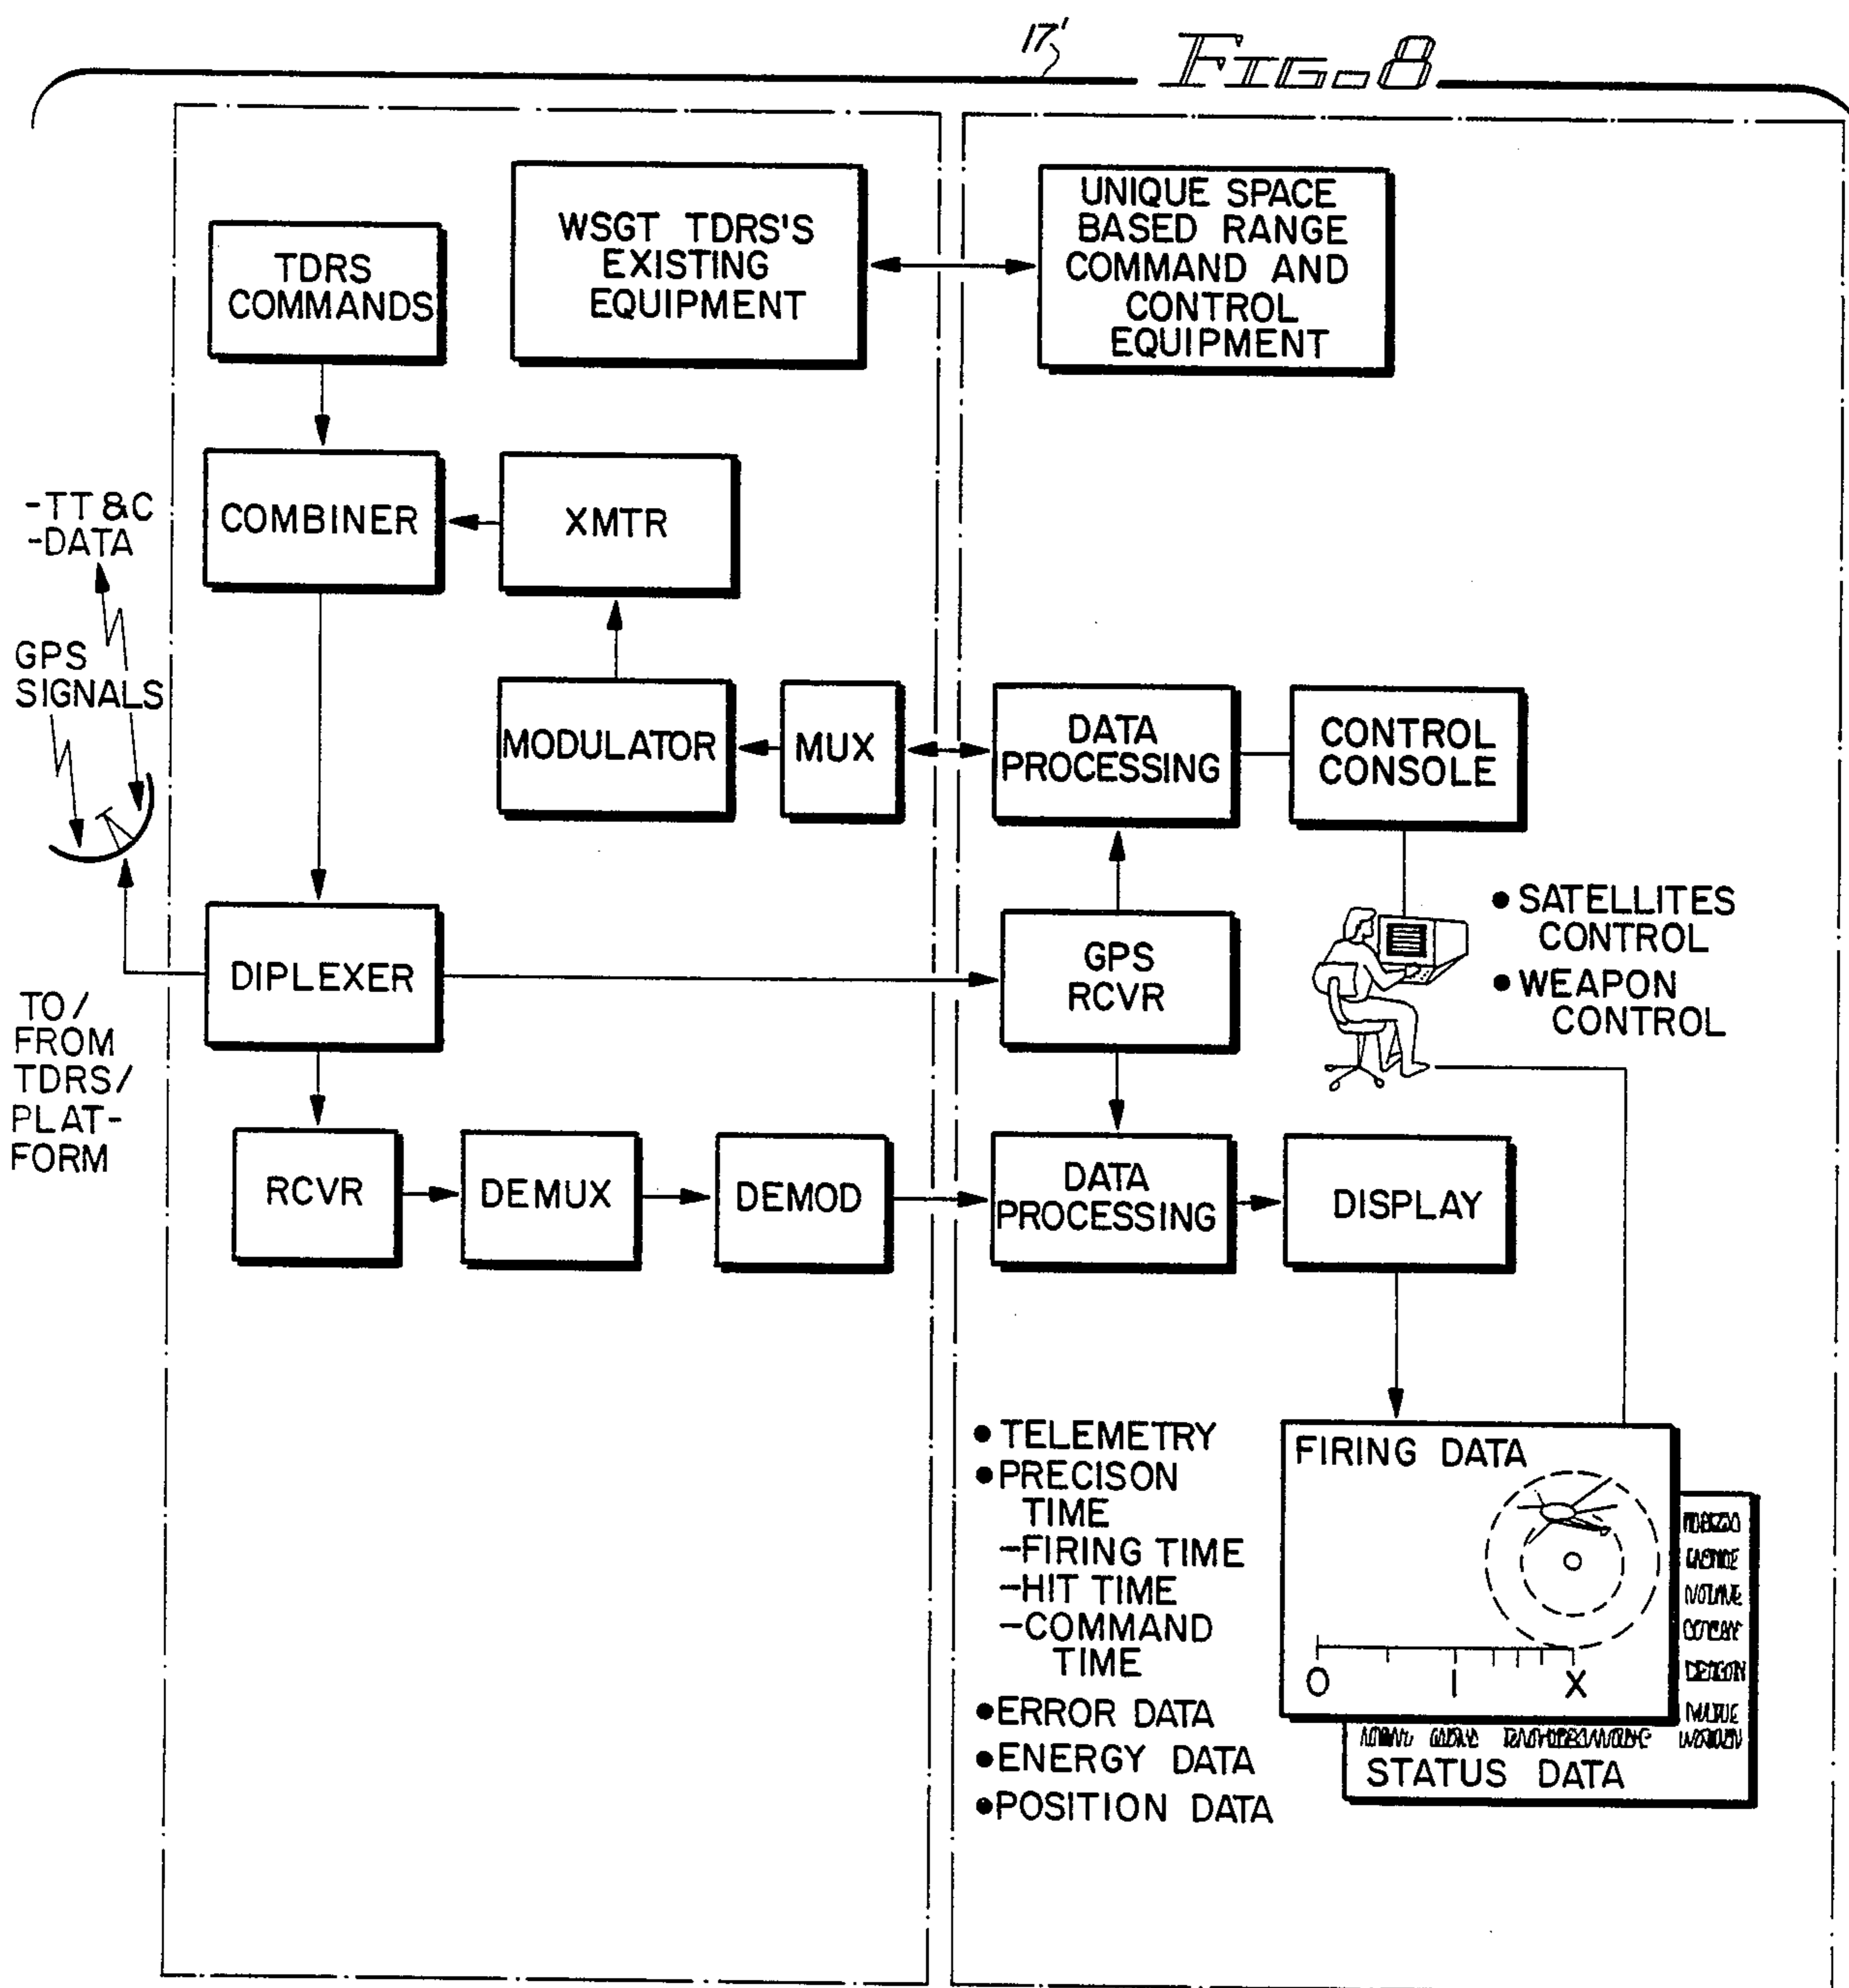 17'
FIG-8
TDRS
COMMANDS
WSGT TDRS'S
EXISTING
EQUIPMENT
UNIQUE SPACE
BASED RANGE
COMMAND AND
CONTROL
EQUIPMENT
COMBINER
XMTR
-TT&C
-DATA
GPS
SIGNALS
MODULATOR
MUX
DATA
PROCESSING
CONTROL
CONSOLE
DIPLEXER
GPS
RCVR
• SATELLITES
CONTROL
• WEAPON
CONTROL
TO/
FROM
TDRS/
PLAT-
FORM
RCVR
DEMUX
DEMOD
DATA
PROCESSING
DISPLAY
• TELEMETRY
• PRECISON
TIME
-FIRING TIME
-HIT TIME
-COMMAND
TIME
• ERROR DATA
• ENERGY DATA
• POSITION DATA
FIRING DATA
0 1 X
STATUS DATA